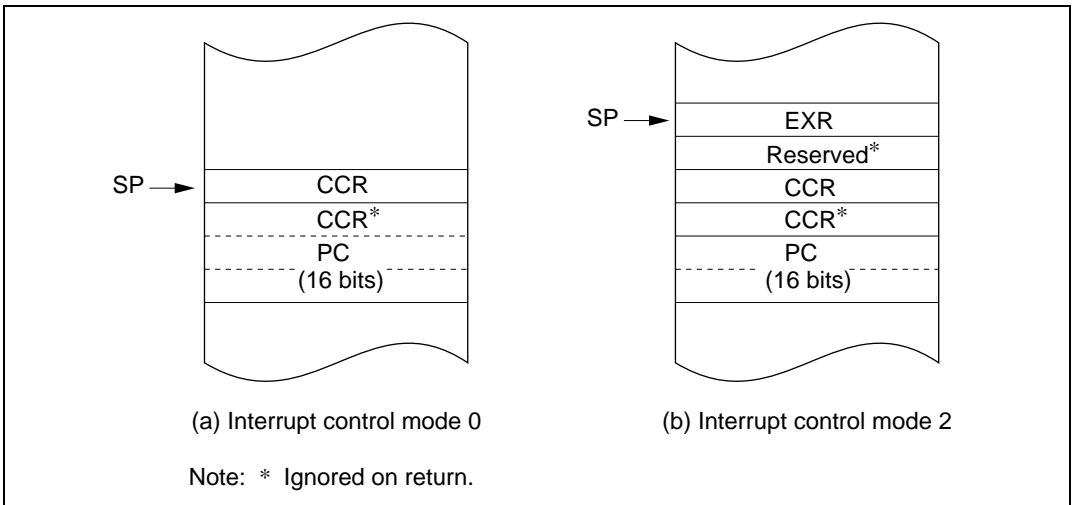 SP
CCR
CCR*
PC
(16 bits)
(a) Interrupt control mode 0
SP
EXR
Reserved*
CCR
CCR*
PC
(16 bits)
(b) Interrupt control mode 2
Note: * Ignored on return.